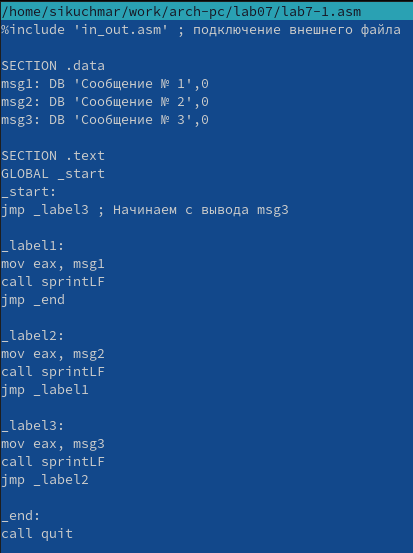 /home/sikuchmar/work/arch-pc/lab07/lab7-1.asm
%include 'in_out.asm' ; подключение внешнего файла
SECTION .data
msg1: DB 'Сообщение № 1',0
msg2: DB 'Сообщение № 2',0
msg3: DB 'Сообщение № 3',0
SECTION .text
GLOBAL _start
_start:
jmp _label3 ; Начинаем с вывода msg3
_label1:
mov eax, msg1
call sprintLF
jmp _end
_label2:
mov eax, msg2
call sprintLF
jmp _label1
_label3:
mov eax, msg3
call sprintLF
jmp _label2
_end:
call quit